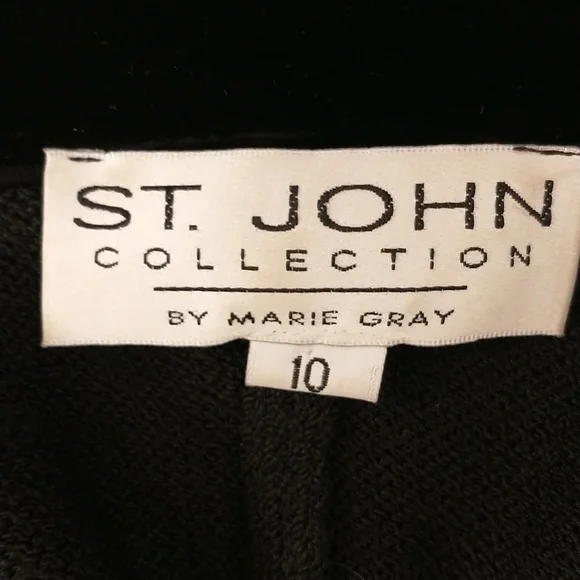 ST. JOHN
COLLECTION
BY MARIE GRAY
10